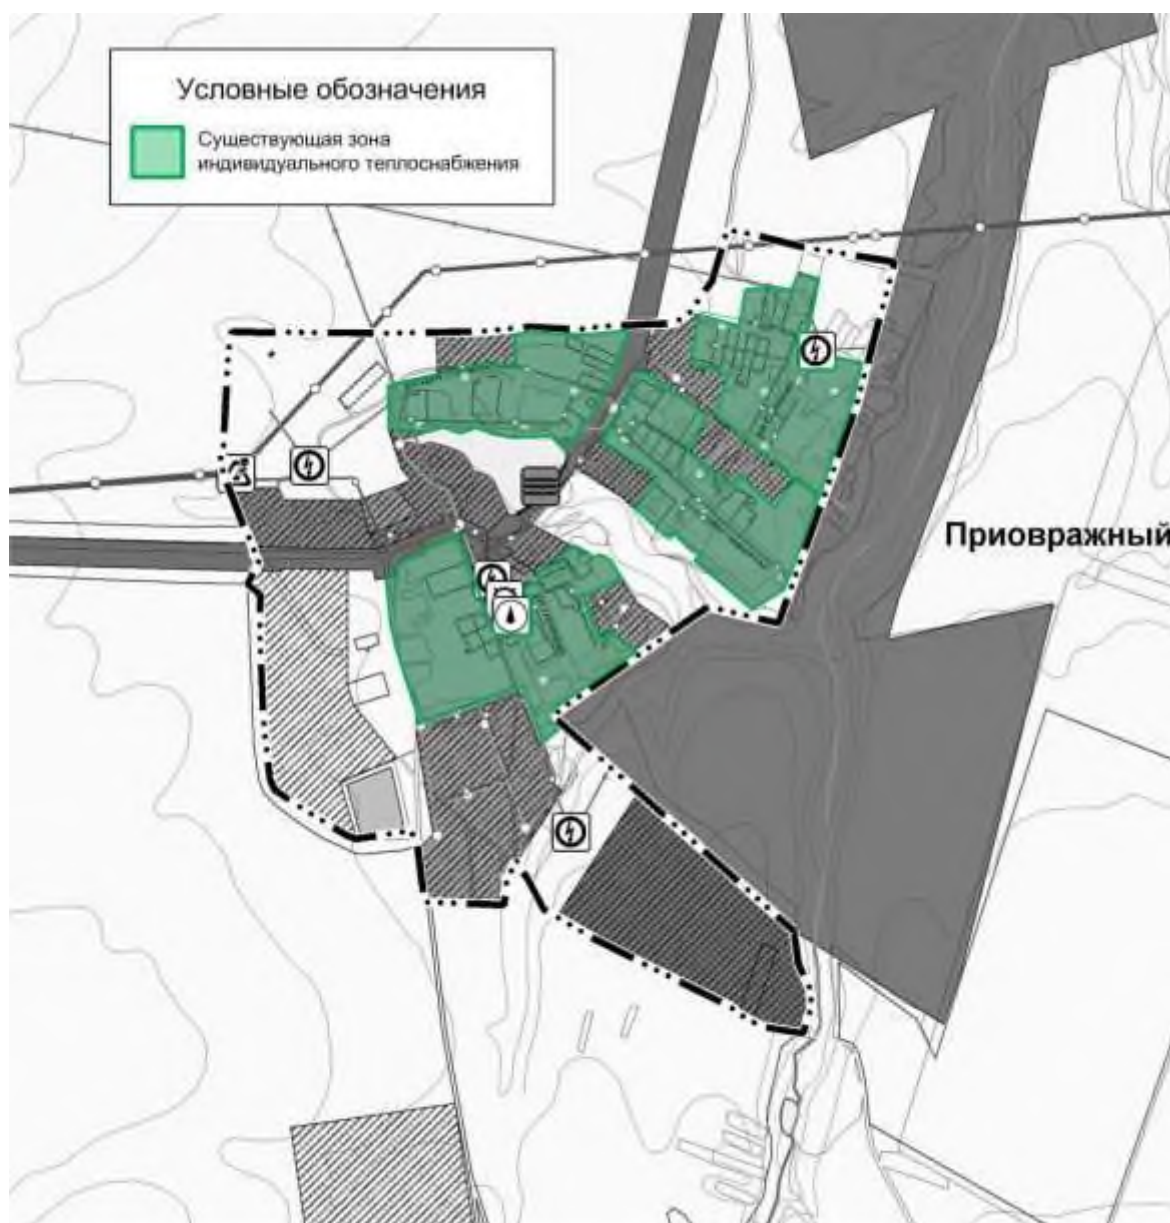 Условные обозначения
Существующая зона
индивидуального теплоснабжения
Приовражный